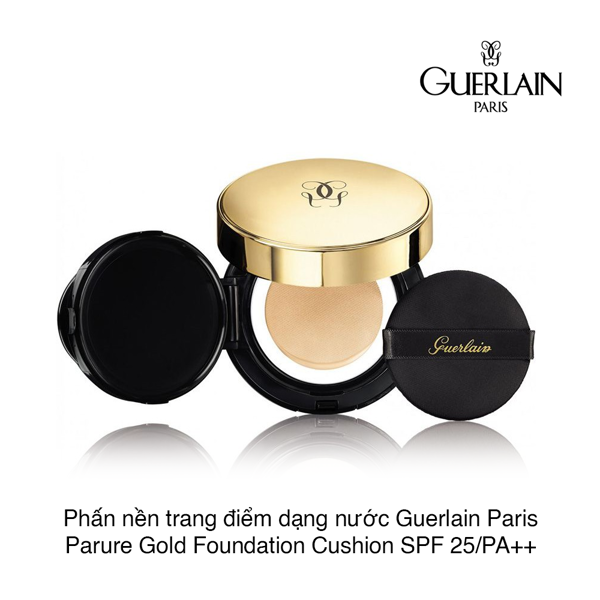 GUERLAIN
PARIS
Guerlain
Phấn nền trang điểm dạng nước Guerlain Paris
Parure Gold Foundation Cushion SPF 25/PA++